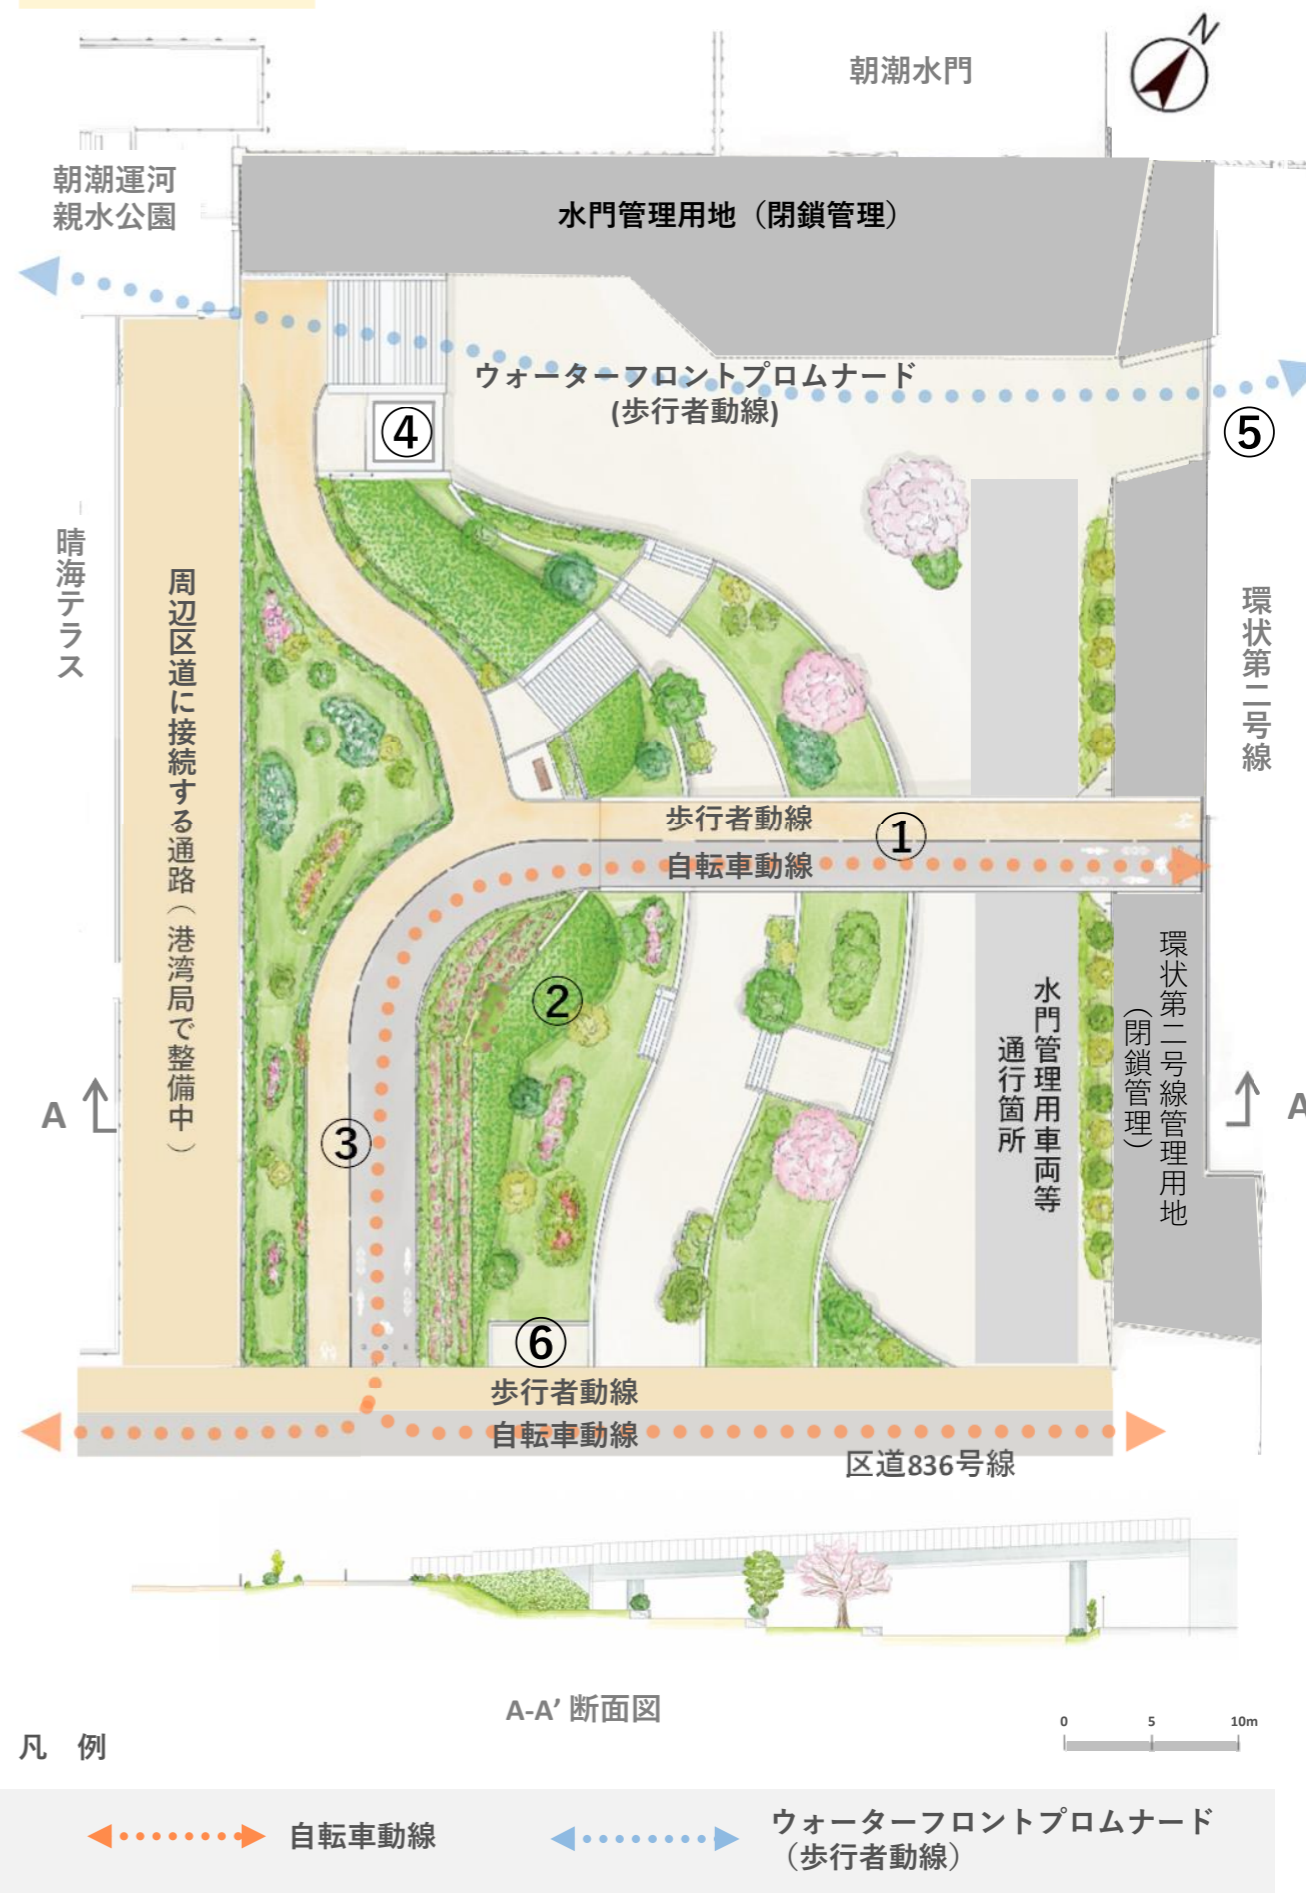 N
朝潮水門
朝潮運河
親水公園
水門管理用地（閉鎖管理）
ウォーターフロントプロムナード
(歩行者動線)
④
⑤
晴海テラス
周辺区道に接続する通路（港湾局で整備中）
環状第二号線
歩行者動線
①
自転車動線
②
水門管理用車両等
通行箇所
環状第二号線管理用地
（閉鎖管理）
A
A
③
⑥
歩行者動線
自転車動線
区道836号線
A-A’ 断面図
0 5 10m
凡 例
自転車動線
ウォーターフロントプロムナード
（歩行者動線）